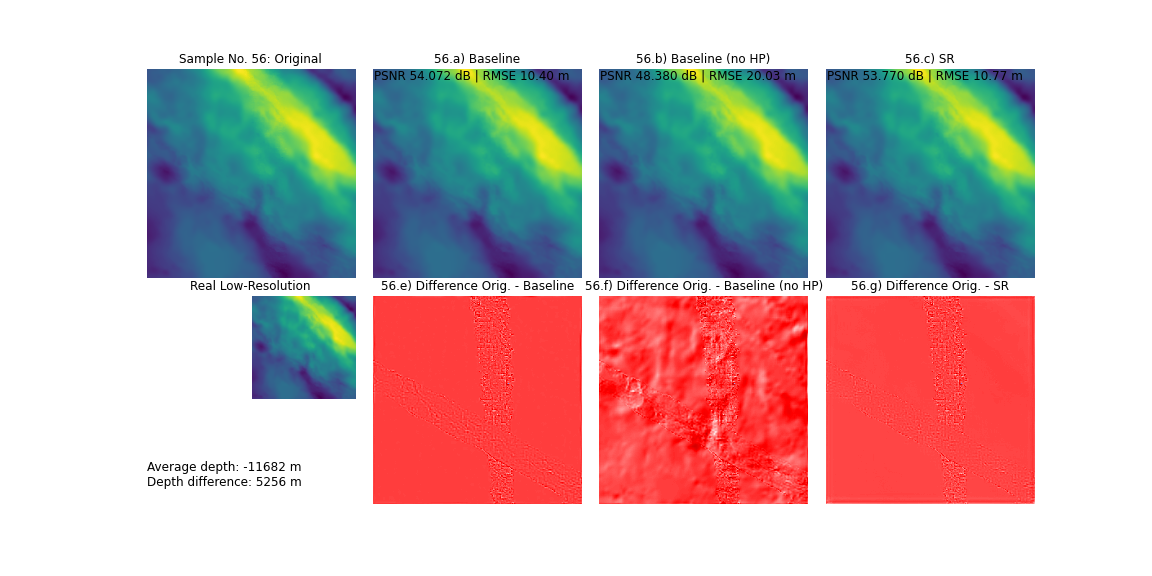 Sample No. 56: Original
56.a) Baseline
56.b) Baseline (no HP)
56.c) SR
PSNR 54.072 dB | RMSE 10.40 m
PSNR 48.380 dB | RMSE 20.03 m
PSNR 53.770 dB | RMSE 10.77 m
Real Low-Resolution
56.e) Difference Orig. - Baseline
56.f) Difference Orig. - Baseline (no HP)
56.g) Difference Orig. - SR
Average depth: -11682 m
Depth difference: 5256 m